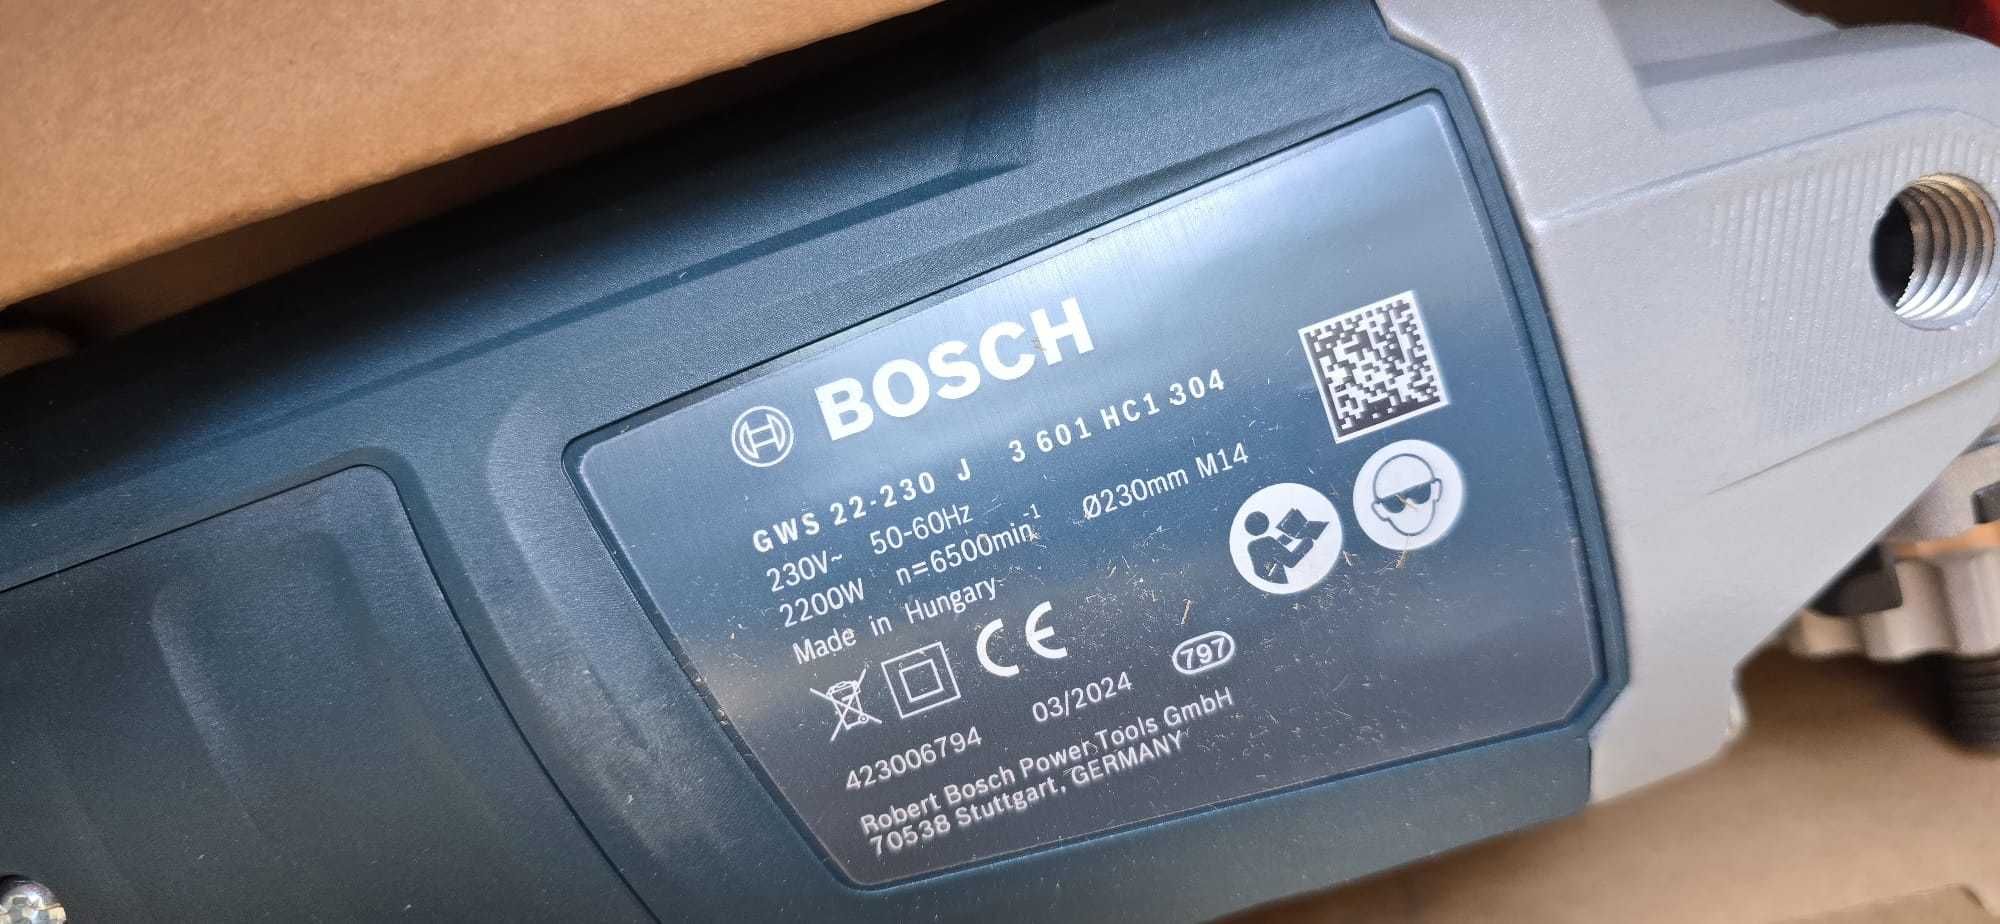 BOSCH
GWS 22-230 J 3 601 HC1 304
230V~ 50-60Hz Ø230mm M14
2200W n=6500min-1
Made in Hungary
CE
423006794 03/2024 797
Robert Bosch Power Tools GmbH
70538 Stuttgart, GERMANY